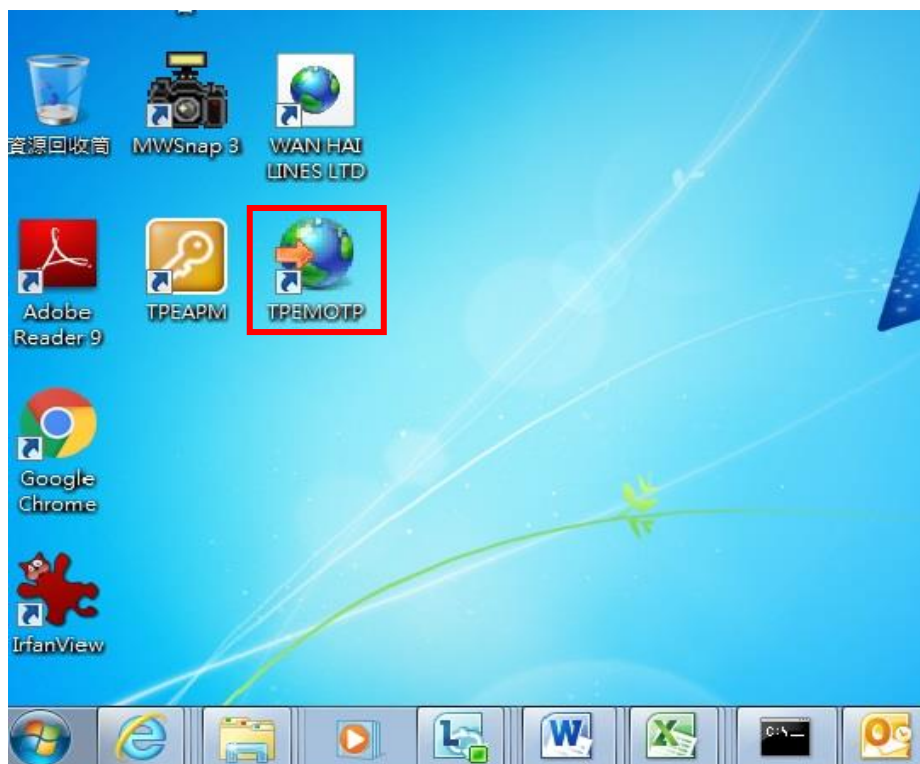 資源回收筒
MWSnap 3
WAN HAI
LINES LTD
Adobe
Reader 9
TPEAPM
TPEMOTP
Google
Chrome
IrfanView
C:\_